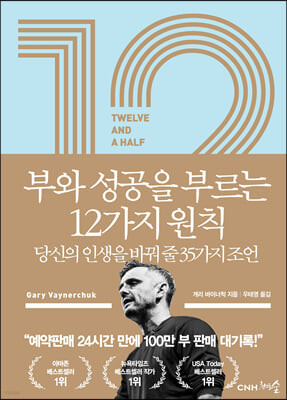 12
TWELVE
AND
A HALF
부와 성공을 부르는
12가지 원칙
당신의 인생을 바꿔 줄 35가지 조언
Gary Vaynerchuk
게리 바이너척 지음 | 우태영 옮김
“예약판매 24시간 만에 100만 부 판매 대기록!”
아마존
베스트셀러
1위
뉴욕타임즈
베스트셀러 작가
1위
USA Today
베스트셀러
1위
CNH